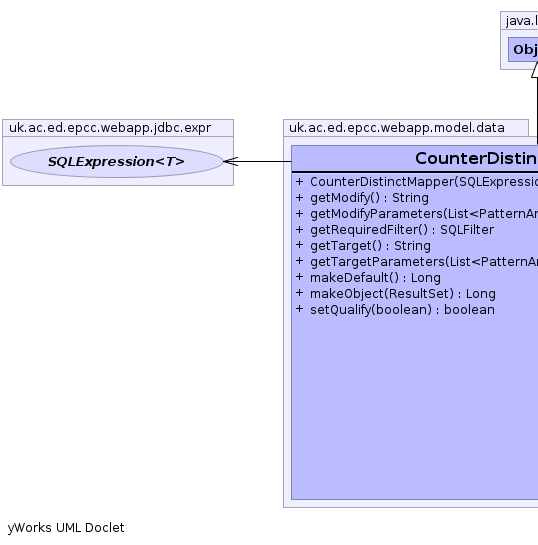 java.l
Obj
uk.ac.ed.epcc.webapp.jdbc.expr
SQLExpression<T>
uk.ac.ed.epcc.webapp.model.data
CounterDistin
+ CounterDistinctMapper(SQLExpressio
+ getModify() : String
+ getModifyParameters(List<PatternAr
+ getRequiredFilter() : SQLFilter
+ getTarget() : String
+ getTargetParameters(List<PatternAr
+ makeDefault() : Long
+ makeObject(ResultSet) : Long
+ setQualify(boolean) : boolean
yWorks UML Doclet